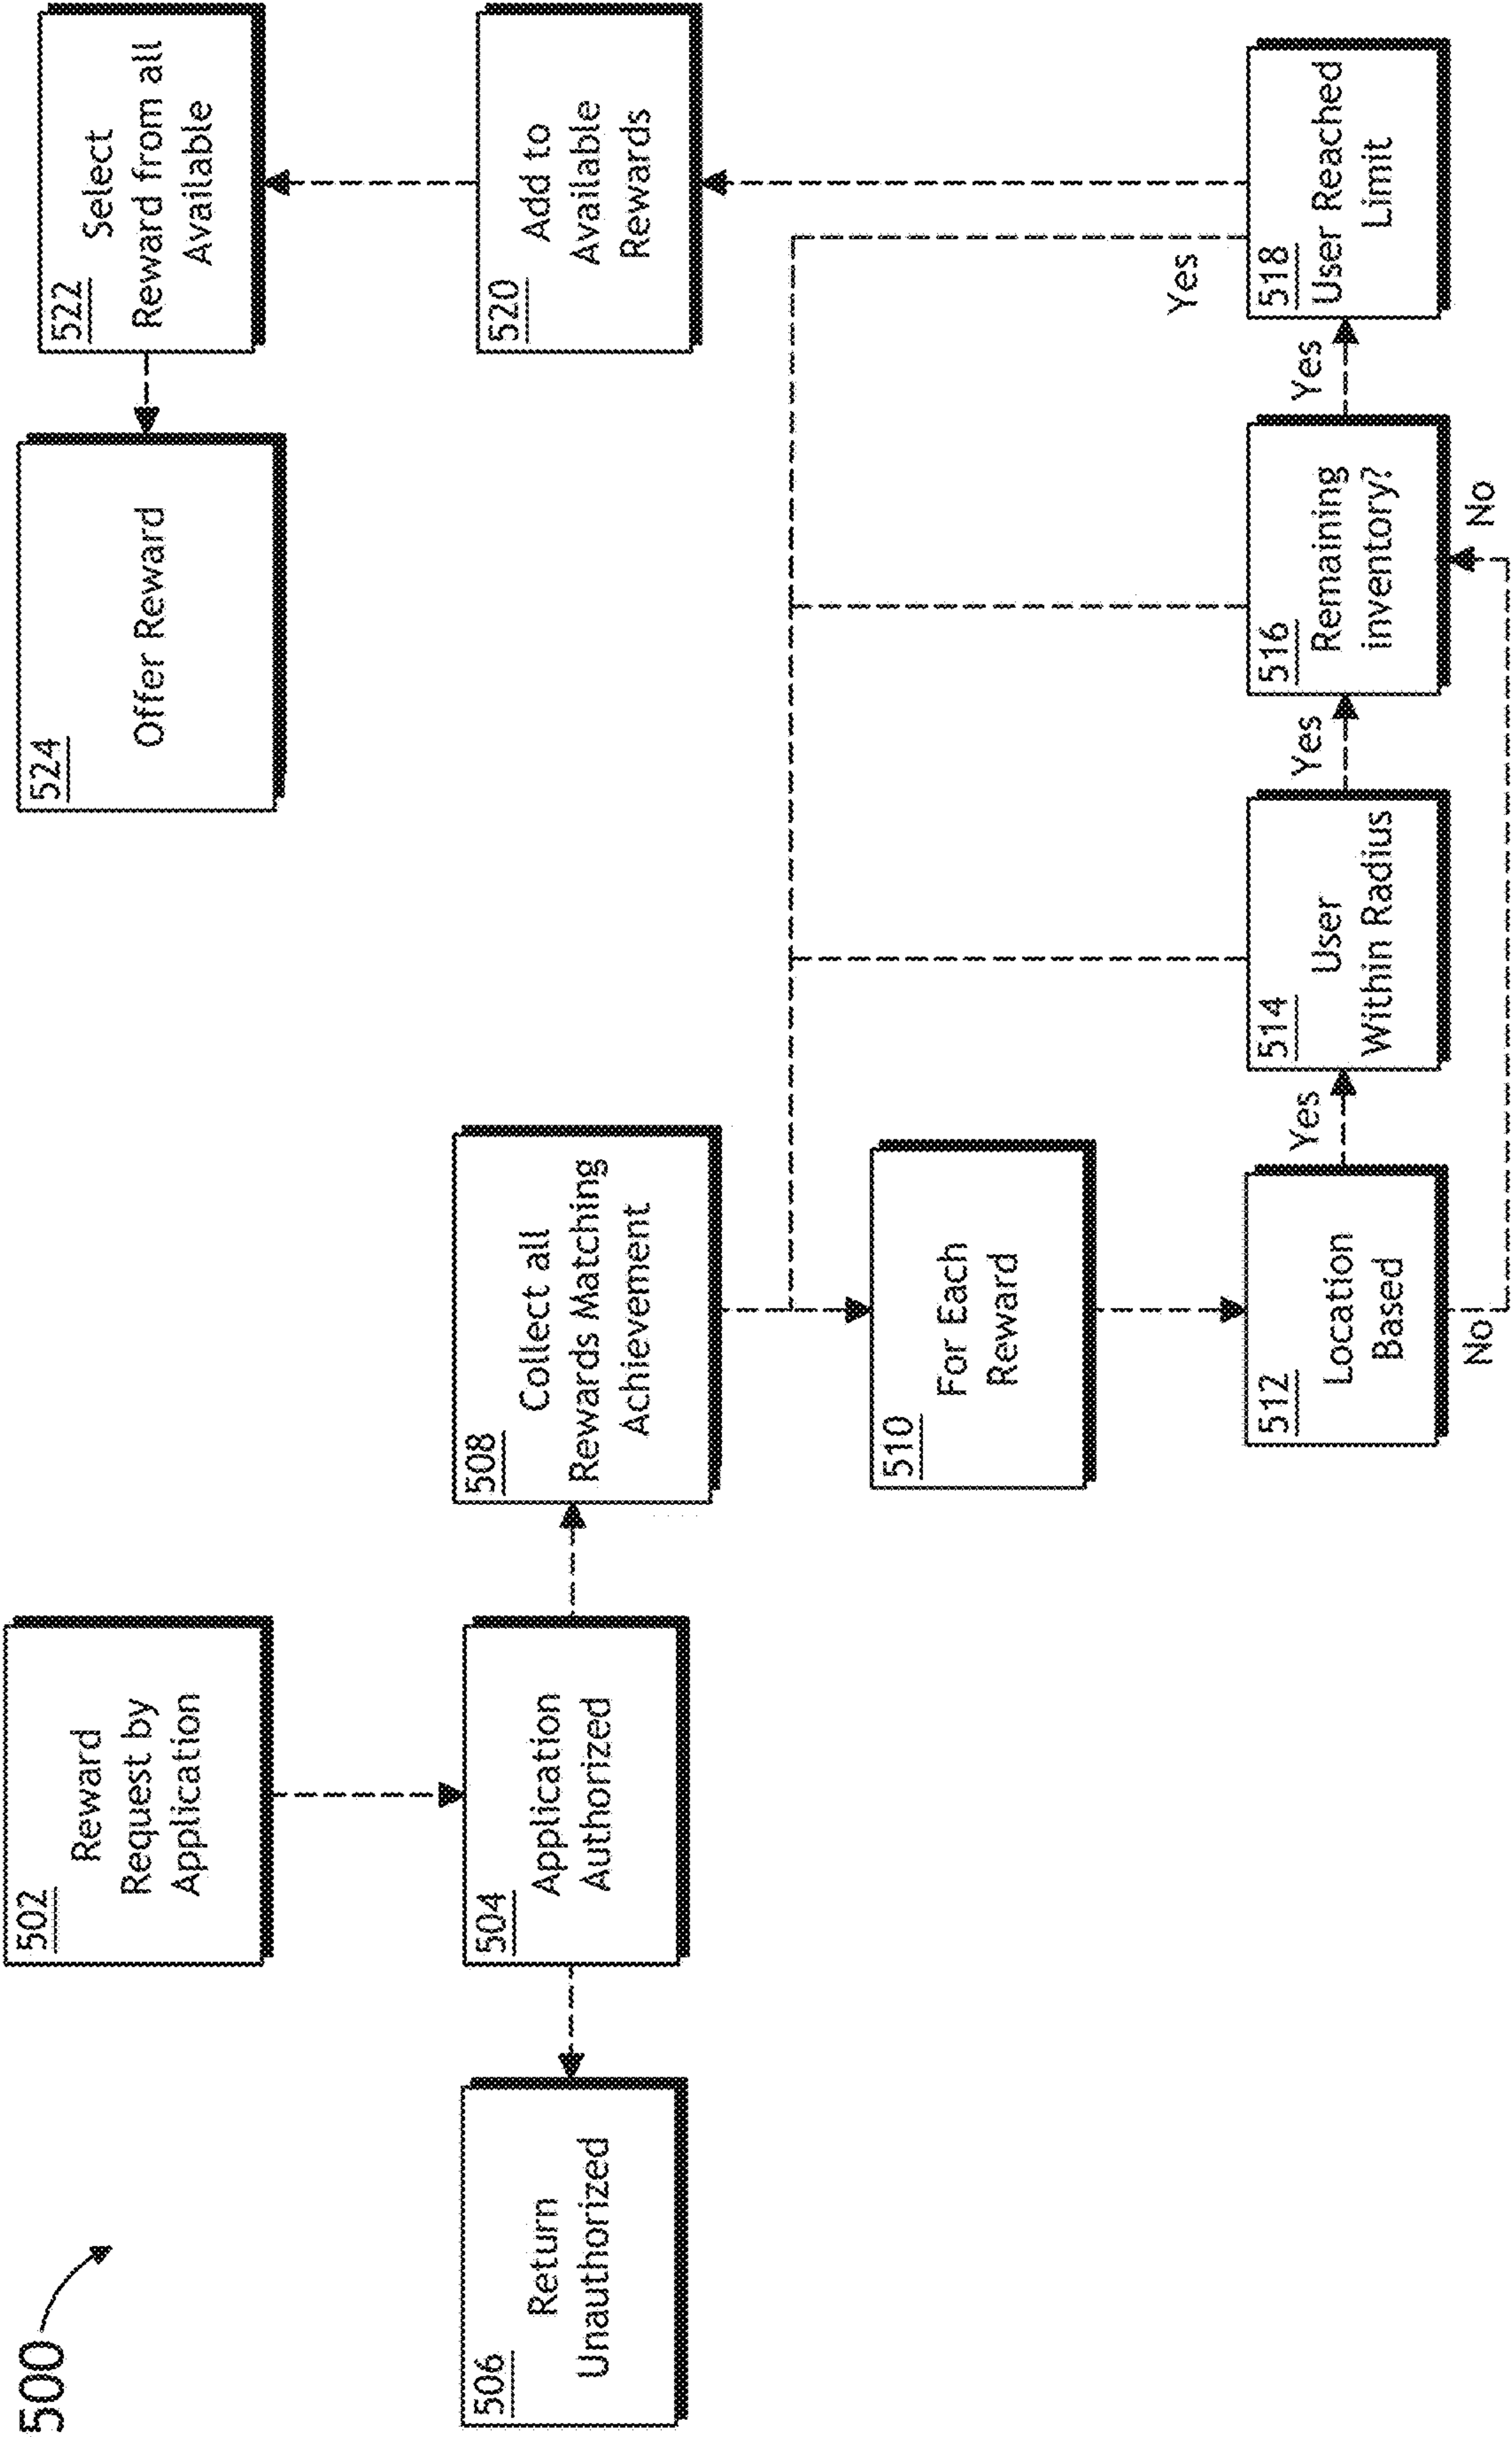 500
502
Reward
Request by
Application
504
Application
Authorized
506
Return
Unauthorized
508
Collect all
Rewards Matching
Achievement
510
For Each
Reward
512
Location
Based
Yes
No
514
User
Within Radius
Yes
516
Remaining
inventory?
No
Yes
518
User Reached
Limit
Yes
520
Add to
Available
Rewards
522
Select
Reward from all
Available
524
Offer Reward